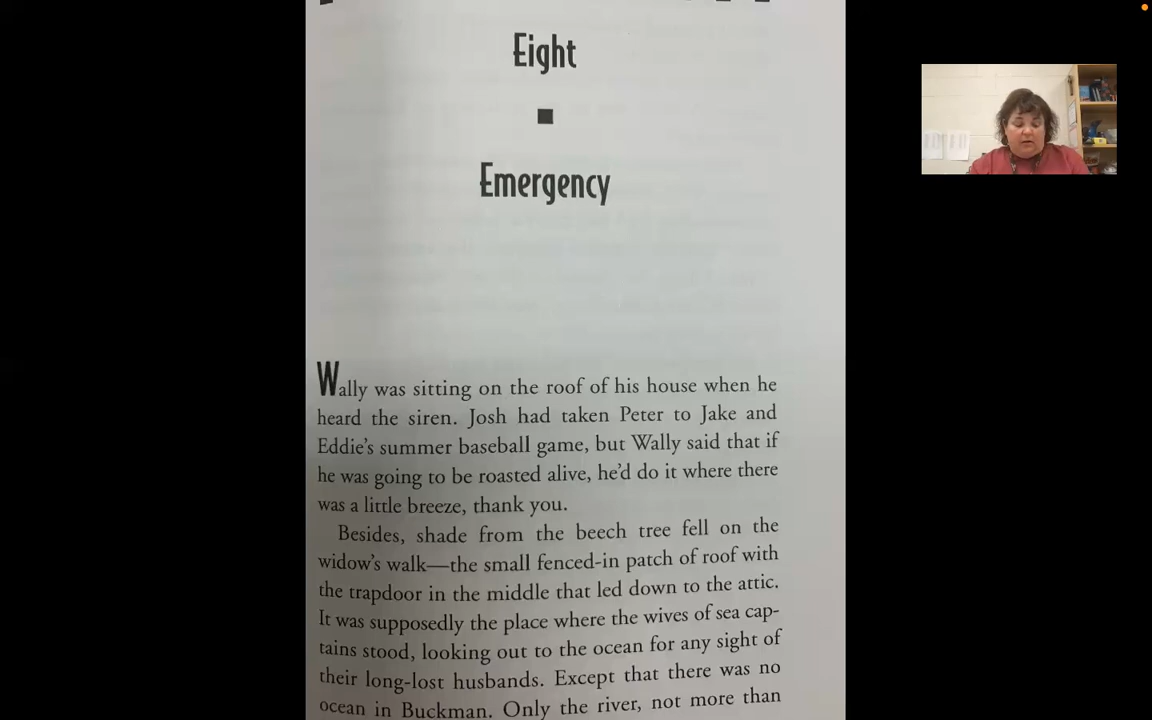 Eight
Emergency
Wally was sitting on the roof of his house when he
heard the siren. Josh had taken Peter to Jake and
Eddie's summer baseball game, but Wally said that if
he was going to be roasted alive, he'd do it where there
was a little breeze, thank you.
Besides, shade from the beech tree fell on the
widow's walk—the small fenced-in patch of roof with
the trapdoor in the middle that led down to the attic.
It was supposedly the place where the wives of sea cap-
tains stood, looking out to the ocean for any sight of
their long-lost husbands. Except that there was no
ocean in Buckman. Only the river, not more than